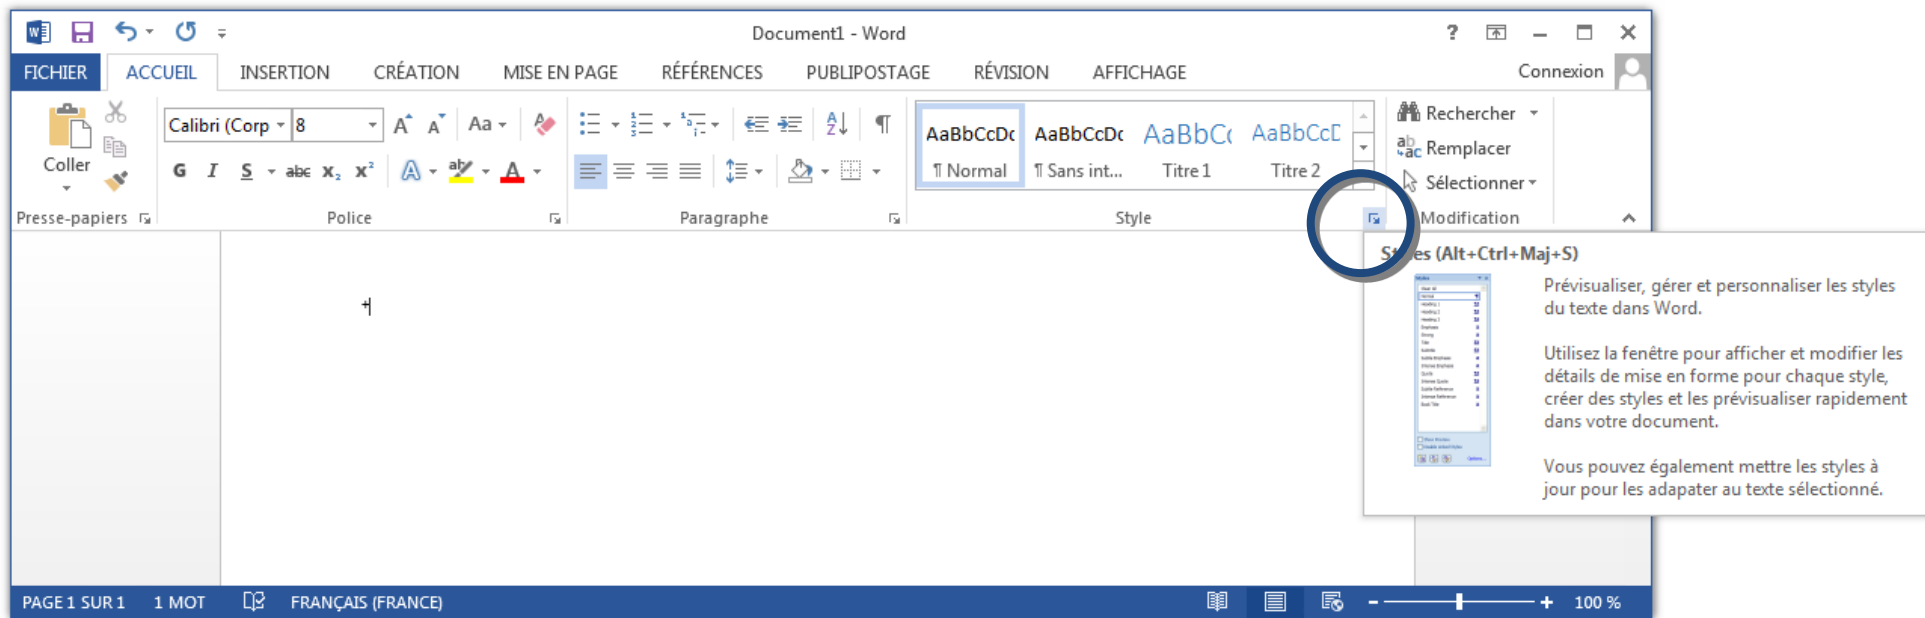 Document1 - Word
?
FICHIER ACCUEIL INSERTION CRÉATION MISE EN PAGE RÉFÉRENCES PUBLIPOSTAGE RÉVISION AFFICHAGE Connexion
Calibri (Corp 8 A A Aa
AaBbCcDc AaBbCcDc AaBbC AaBbCcD
Rechercher
Coller
Remplacer
G I S abc x₂ x² A ab A
¶ Normal ¶ Sans int... Titre 1 Titre 2
Sélectionner
Presse-papiers Police Paragraphe Style Modification
Styles (Alt+Ctrl+Maj+S)
Prévisualiser, gérer et personnaliser les styles
du texte dans Word.
Utilisez la fenêtre pour afficher et modifier les
détails de mise en forme pour chaque style,
créer des styles et les prévisualiser rapidement
dans votre document.
Vous pouvez également mettre les styles à
jour pour les adapater au texte sélectionné.
PAGE 1 SUR 1 1 MOT FRANÇAIS (FRANCE) 100 %